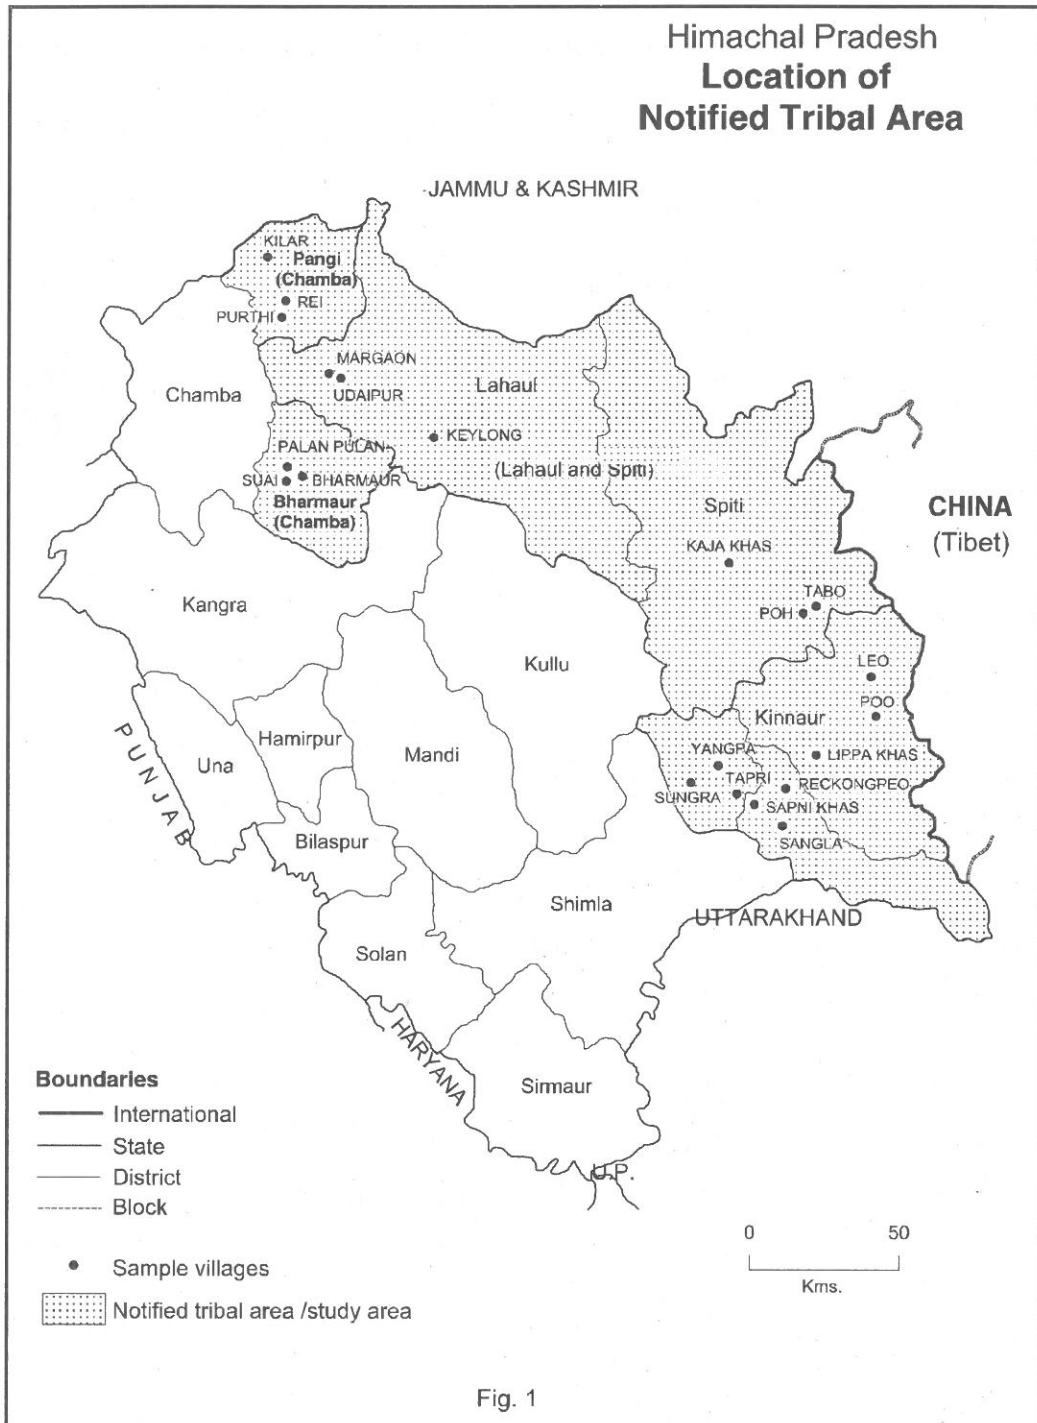 Himachal Pradesh
Location of
Notified Tribal Area
JAMMU & KASHMIR
KILAR
Pangi
(Chamba)
REI
PURTHI
MARGAON
UDAIPUR
Chamba
Lahaul
KEYLONG
PALAN PULAN
(Lahaul and Spiti)
SUAI
BHARMAUR
Bharmaur
(Chamba)
Spiti
CHINA
(Tibet)
KAJA KHAS
TABO
POH
Kangra
Kullu
LEO
POO
Kinnaur
PUNJAB
Hamirpur
Una
Mandi
YANGPA
LIPPA KHAS
TAPRI
RECKONGPEO
SUNGRA
SAPNI KHAS
SANGLA
Bilaspur
Shimla
UTTARAKHAND
Solan
HARYANA
Sirmaur
U.P.
Boundaries
International
State
District
Block
Sample villages
Notified tribal area /study area
0 50
Kms.
Fig. 1